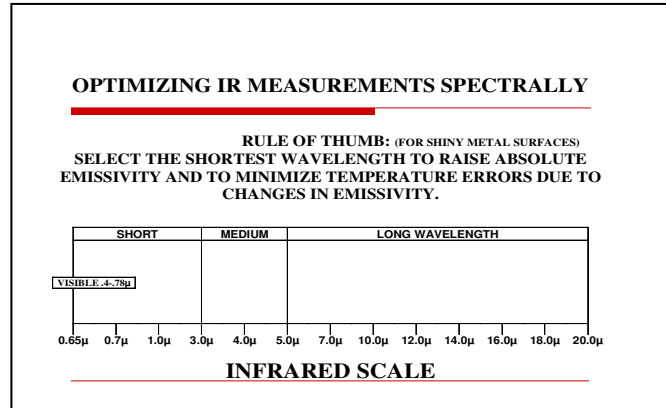 OPTIMIZING IR MEASUREMENTS SPECTRALLY
RULE OF THUMB: (FOR SHINY METAL SURFACES)
SELECT THE SHORTEST WAVELENGTH TO RAISE ABSOLUTE
EMISSIVITY AND TO MINIMIZE TEMPERATURE ERRORS DUE TO
CHANGES IN EMISSIVITY.
SHORT MEDIUM LONG WAVELENGTH
VISIBLE .4-.78µ
0.65µ 0.7µ 1.0µ 3.0µ 4.0µ 5.0µ 7.0µ 10.0µ 12.0µ 14.0µ 16.0µ 18.0µ 20.0µ
INFRARED SCALE